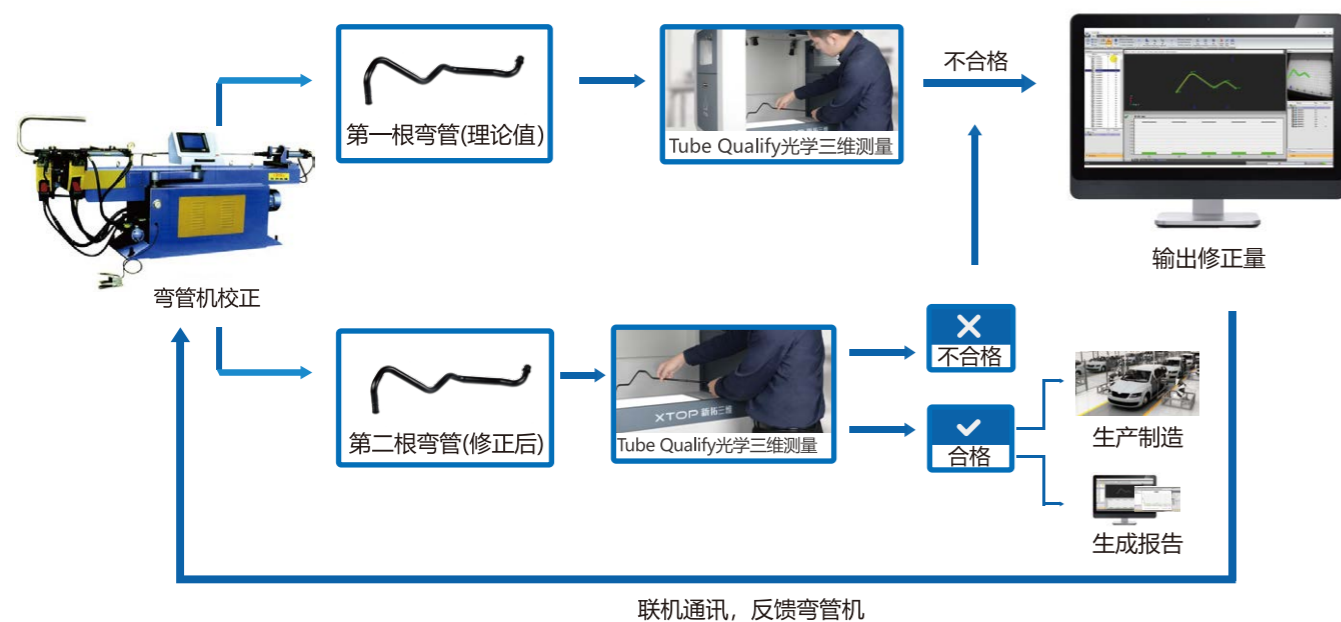 第一根弯管(理论值)
Tube Qualify光学三维测量
不合格
输出修正量
弯管机校正
第二根弯管(修正后)
XTOP 新拓三维
Tube Qualify光学三维测量
不合格
合格
生产制造
生成报告
联机通讯，反馈弯管机